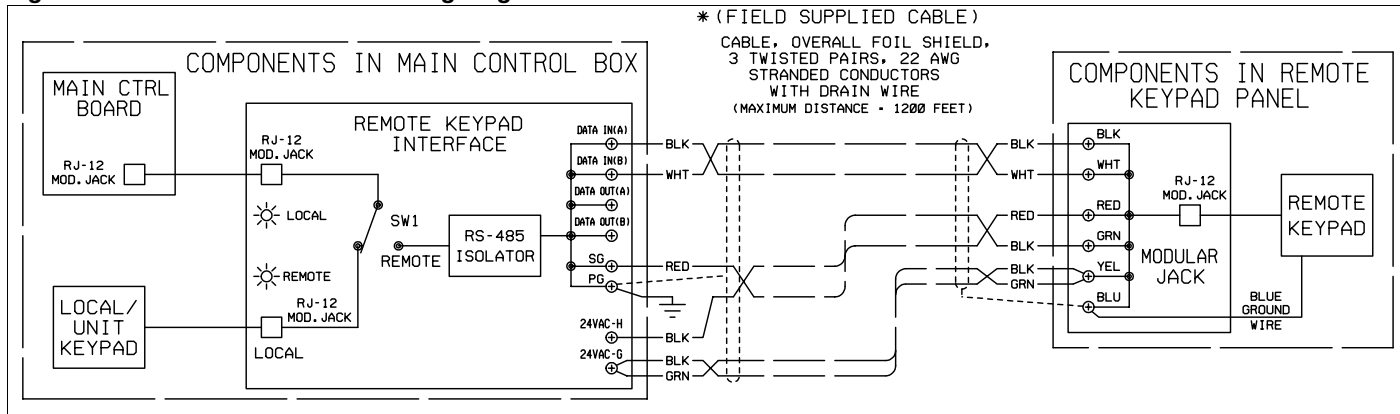 * (FIELD SUPPLIED CABLE)
CABLE, OVERALL FOIL SHIELD,
3 TWISTED PAIRS, 22 AWG
STRANDED CONDUCTORS
WITH DRAIN WIRE
(MAXIMUM DISTANCE - 1200 FEET)
COMPONENTS IN MAIN CONTROL BOX
MAIN CTRL
BOARD
RJ-12
MOD. JACK
LOCAL/
UNIT
KEYPAD
REMOTE KEYPAD
INTERFACE
RJ-12
MOD. JACK
LOCAL
SW1
REMOTE
REMOTE
RJ-12
MOD. JACK
LOCAL
RS-485
ISOLATOR
DATA IN(A)
DATA IN(B)
DATA OUT(A)
DATA OUT(B)
SG
PG
24VAC-H
24VAC-G
BLK
WHT
RED
BLK
BLK
GRN
BLK
WHT
RED
BLK
BLK
GRN
COMPONENTS IN REMOTE
KEYPAD PANEL
BLK
WHT
RED
GRN
YEL
BLU
RJ-12
MOD. JACK
MODULAR
JACK
REMOTE
KEYPAD
BLUE
GROUND
WIRE